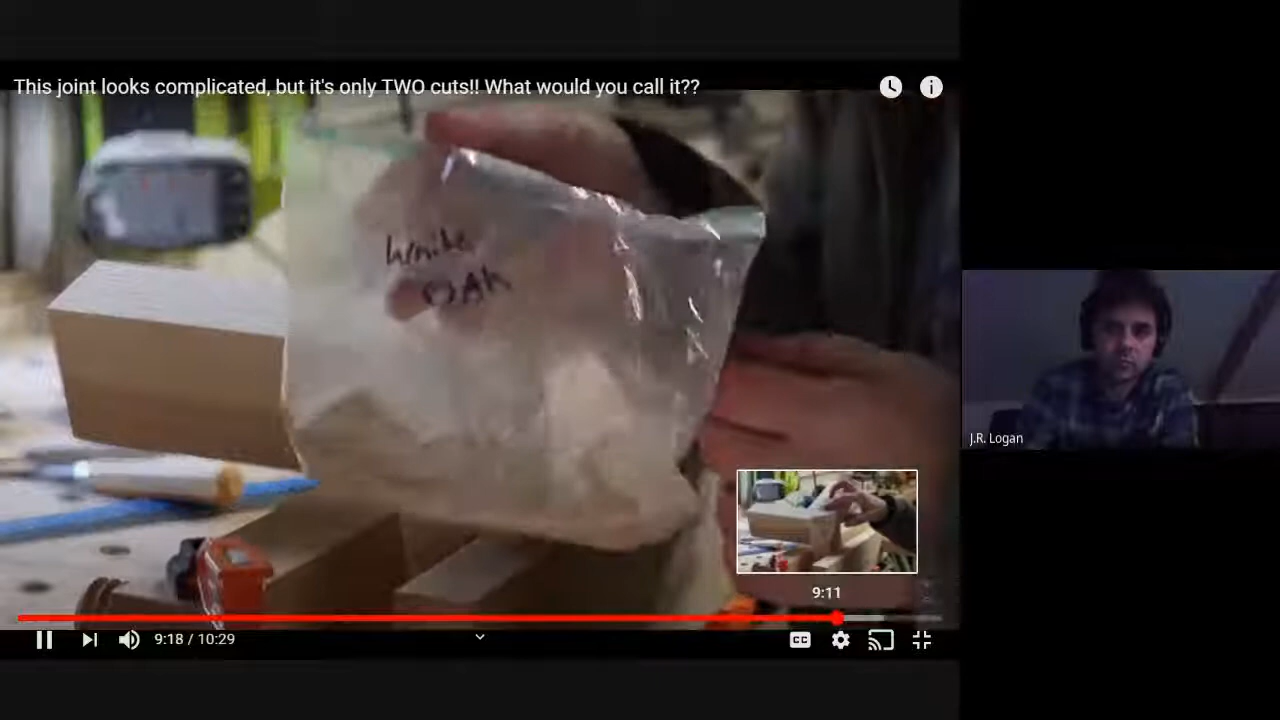 This joint looks complicated, but it's only TWO cuts!! What would you call it??
White
OAK
J.R. Logan
9:11
9:18 / 10:29
CC